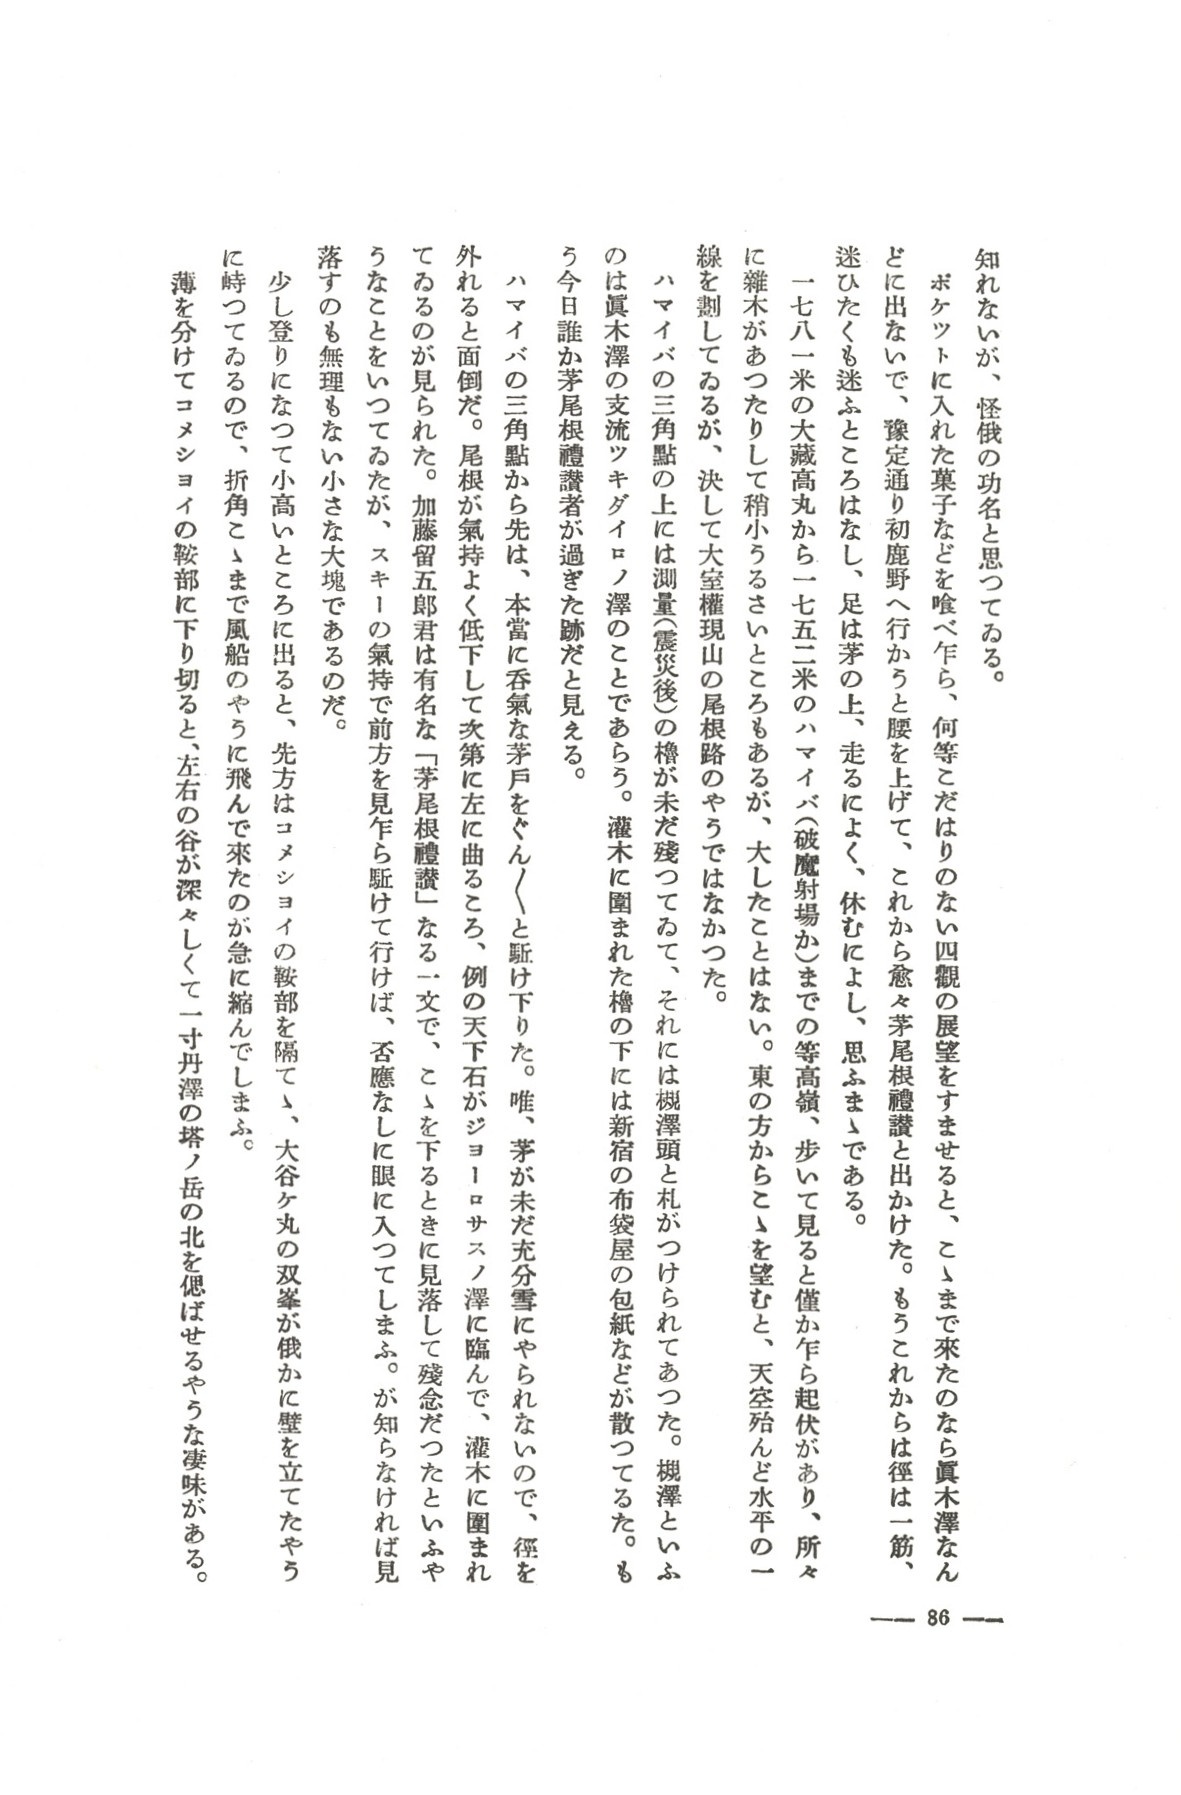 知れないが、怪俄の功名と思つてゐる。
ポケツトに入れた菓子などを喰べ乍ら、何等こだはりのない四觀の展望をすませると、こゝまで來たのなら眞木澤なん
どに出ないで、豫定通り初鹿野へ行かうと腰を上げて、これから愈々茅尾根禮讃と出かけた。もうこれからは徑は一筋、
迷ひたくも迷ふところはなし、足は茅の上、走るによく、休むによし、思ふまゝである。
一七八一米の大藏高丸から一七五二米のハマイバ（破魔射場か）までの等高嶺、歩いて見ると僅か乍ら起伏があり、所々
に雜木があつたりして稍小うるさいところもあるが、大したことはない。東の方からこゝを望むと、天空殆んど水平の一
線を劃してゐるが、決して大室權現山の尾根路のやうではなかつた。
ハマイバの三角點の上には測量（震災後）の櫓が未だ殘つてゐて、それには槻澤頭と札がつけられてあつた。槻澤といふ
のは眞木澤の支流ツキダイロノ澤のことであらう。灌木に圍まれた櫓の下には新宿の布袋屋の包紙などが散つてるた。も
う今日誰か茅尾根禮讃者が過ぎた跡だと見える。
ハマイバの三角點から先は、本當に呑氣な茅戸をぐん〳〵と駈け下りた。唯、茅が未だ充分雪にやられないので、徑を
外れると面倒だ。尾根が氣持よく低下して次第に左に曲るころ、例の天下石がジヨーロサスノ澤に臨んで、灌木に圍まれ
てゐるのが見られた。加藤留五郎君は有名な「茅尾根禮讃」なる一文で、こゝを下るときに見落して殘念だつたといふや
うなことをいつてゐたが、スキーの氣持で前方を見乍ら駈けて行けば、否應なしに眼に入つてしまふ。が知らなければ見
落すのも無理もない小さな大塊であるのだ。
少し登りになつて小高いところに出ると、先方はコメシヨイの鞍部を隔てゝ、大谷ケ丸の双峯が俄かに壁を立てたやう
に峙つてゐるので、折角こゝまで風船のやうに飛んで來たのが急に縮んでしまふ。
薄を分けてコメシヨイの鞍部に下り切ると、左右の谷が深々しくて一寸丹澤の塔ノ岳の北を偲ばせるやうな凄味がある。
—— 86 ——